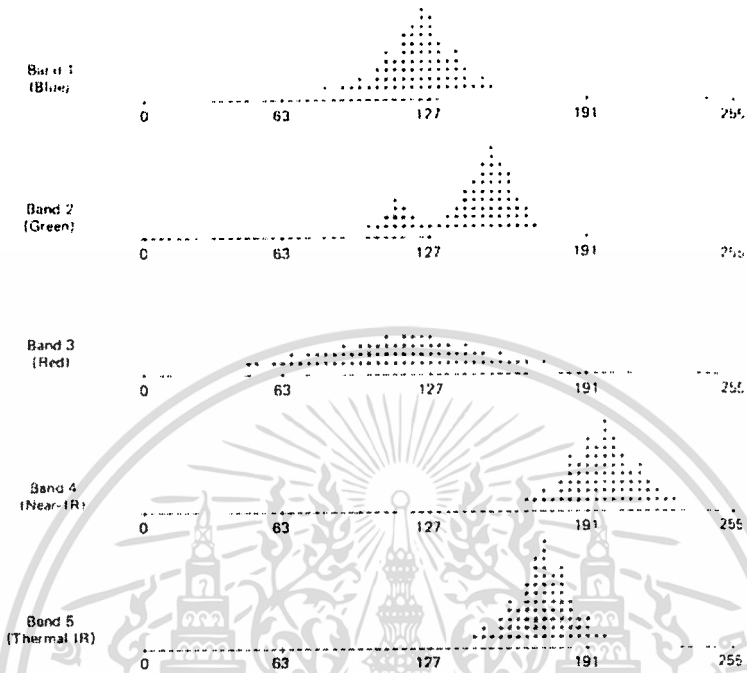 Band 1
(Blue)
0 63 127 191 255
Band 2
(Green)
0 63 127 191 255
Band 3
(Red)
0 63 127 191 255
Band 4
(Near-IR)
0 63 127 191 255
Band 5
(Thermal IR)
0 63 127 191 255